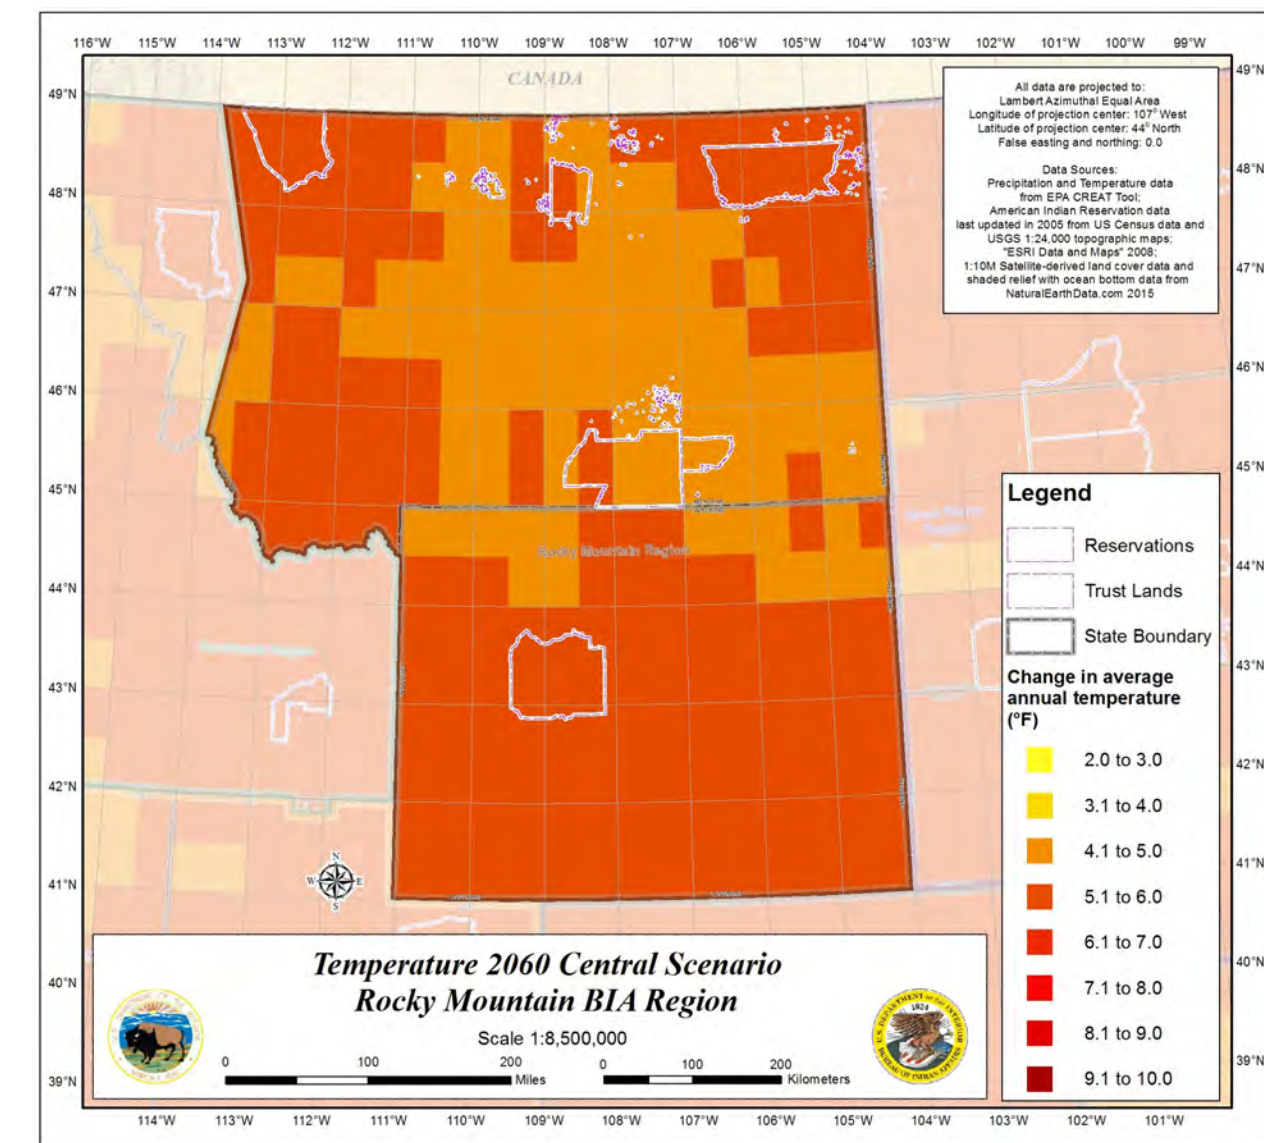 116°W 115°W 114°W 113°W 112°W 111°W 110°W 109°W 108°W 107°W 106°W 105°W 104°W 103°W 102°W 101°W 100°W 99°W
CANADA
49°N
48°N
47°N
46°N
45°N
44°N
43°N
42°N
41°N
40°N
39°N
49°N
48°N
47°N
46°N
45°N
44°N
43°N
42°N
41°N
40°N
39°N
All data are projected to:
Lambert Azimuthal Equal Area
Longitude of projection center: 107° West
Latitude of projection center: 44° North
False easting and northing: 0.0
Data Sources:
Precipitation and Temperature data
from EPA CREAT Tool;
American Indian Reservation data
last updated in 2005 from US Census data and
USGS 1:24,000 topographic maps;
"ESRI Data and Maps" 2008;
1:10M Satellite-derived land cover data and
shaded relief with ocean bottom data from
NaturalEarthData.com 2015
Rocky Mountain Region
Legend
Reservations
Trust Lands
State Boundary
Change in average
annual temperature
(°F)
2.0 to 3.0
3.1 to 4.0
4.1 to 5.0
5.1 to 6.0
6.1 to 7.0
7.1 to 8.0
8.1 to 9.0
9.1 to 10.0
N
W E
S
Temperature 2060 Central Scenario
Rocky Mountain BIA Region
Scale 1:8,500,000
0 100 200
Miles
0 100 200
Kilometers
U.S. DEPARTMENT OF THE INTERIOR
1824
BUREAU OF INDIAN AFFAIRS
114°W 113°W 112°W 111°W 110°W 109°W 108°W 107°W 106°W 105°W 104°W 103°W 102°W 101°W